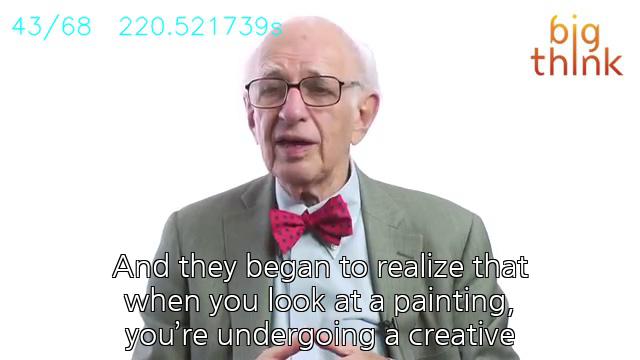 43/68 220.521739s
big
think
And they began to realize that
when you look at a painting,
you're undergoing a creative